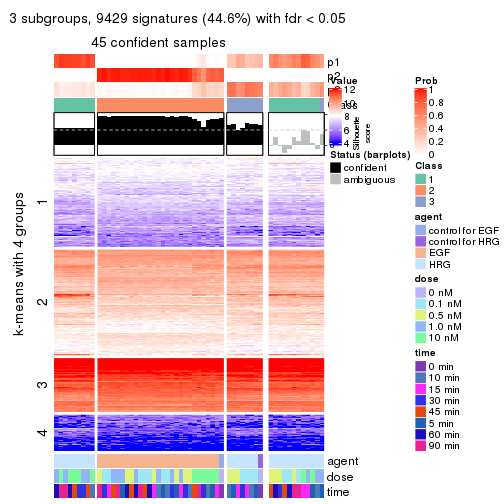 3 subgroups, 9429 signatures (44.6%) with fdr < 0.05
45 confident samples
p1
p2
Value
12
10
8
6
4
Silhouette
score
Status (barplots)
confident
ambiguous
Prob
1
0.8
0.6
0.4
0.2
0
Class
1
2
3
agent
control for EGF
control for HRG
EGF
HRG
dose
0 nM
0.1 nM
0.5 nM
1.0 nM
10 nM
time
0 min
10 min
15 min
30 min
45 min
5 min
60 min
90 min
k-means with 4 groups
1
2
3
4
agent
dose
time